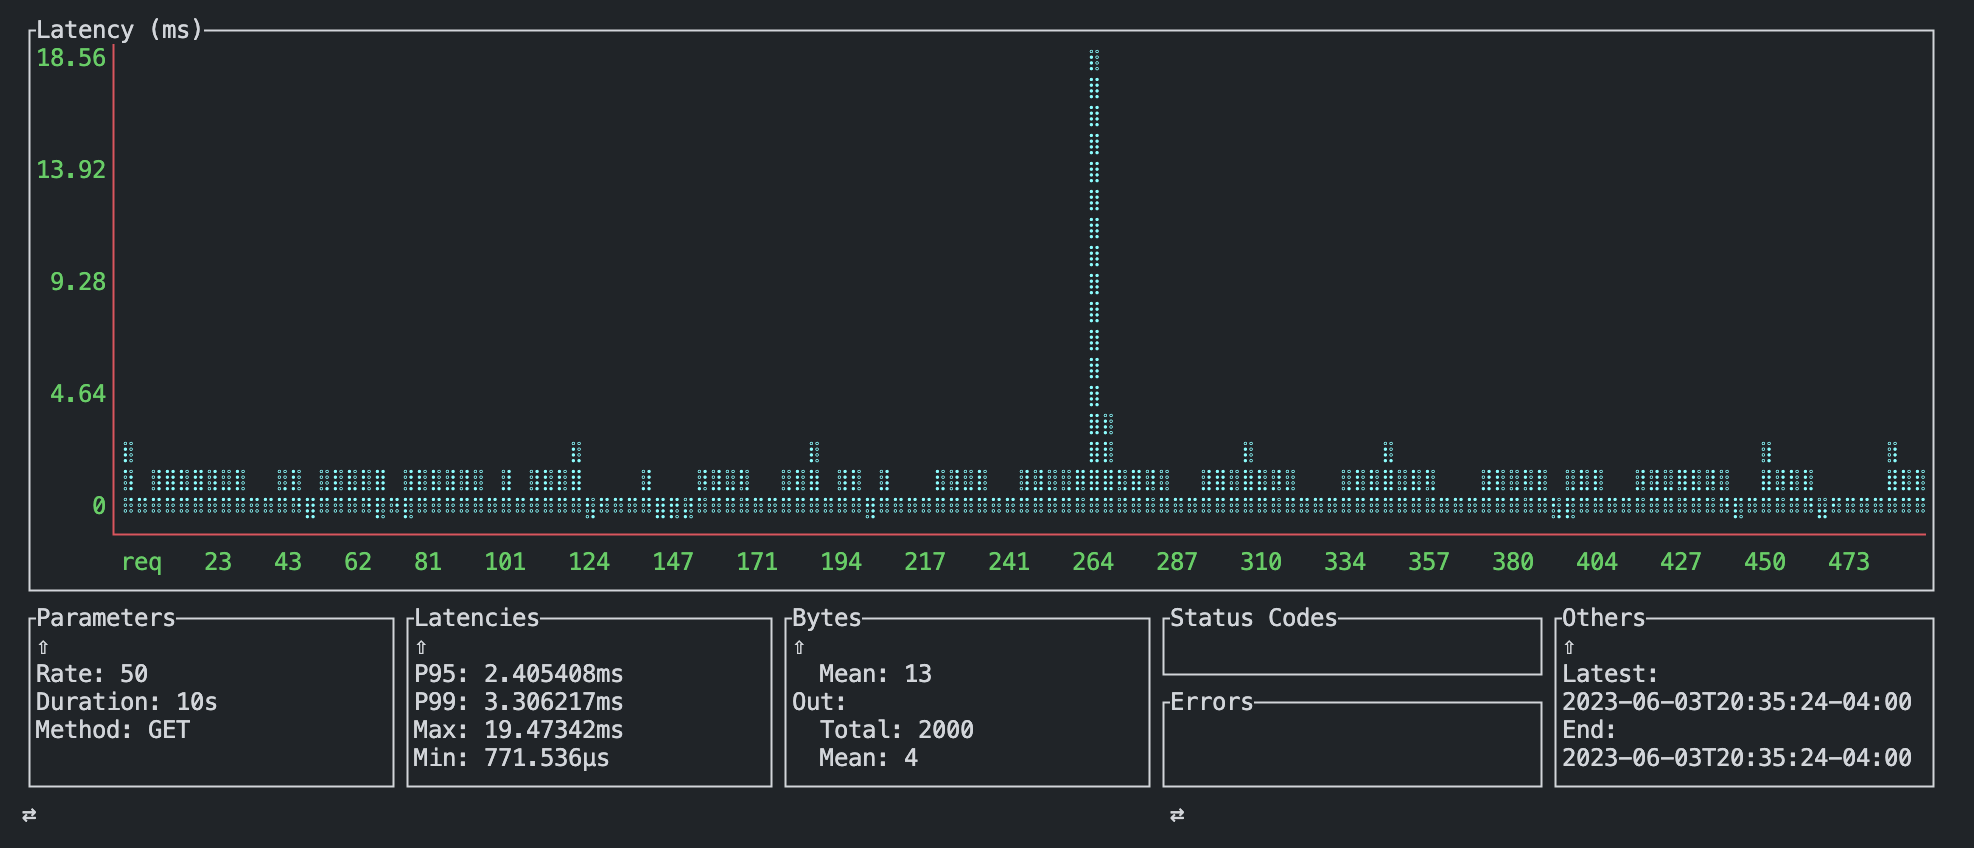 Latency (ms)
18.56
13.92
9.28
4.64
0
req 23 43 62 81 101 124 147 171 194 217 241 264 287 310 334 357 380 404 427 450 473
Parameters
⇧
Rate: 50
Duration: 10s
Method: GET
Latencies
⇧
P95: 2.405408ms
P99: 3.306217ms
Max: 19.47342ms
Min: 771.536µs
Bytes
⇧
Mean: 13
Out:
Total: 2000
Mean: 4
Status Codes
Errors
Others
⇧
Latest:
2023-06-03T20:35:24-04:00
End:
2023-06-03T20:35:24-04:00
⇄ ⇄